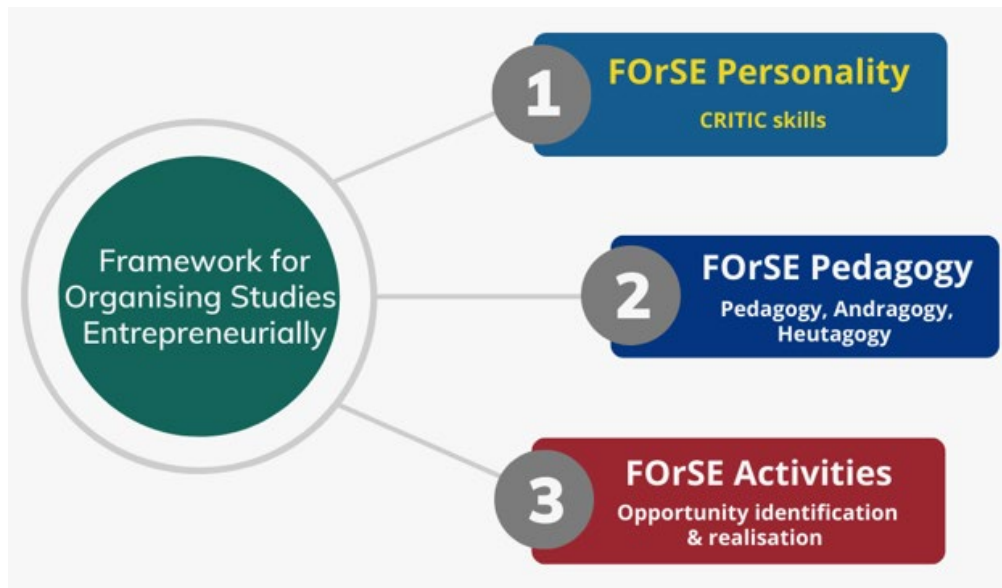 Framework for
Organising Studies
Entrepreneurially
1
FOrSE Personality
CRITIC skills
2
FOrSE Pedagogy
Pedagogy, Andragogy,
Heutagogy
3
FOrSE Activities
Opportunity identification
& realisation